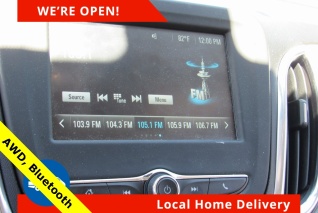 WE'RE OPEN!
82°F 12:00 PM
FM
Source
Tune
Menu
103.9 FM 104.3 FM 105.1 FM 105.9 FM 106.7 FM
AWD, Bluetooth
Local Home Delivery